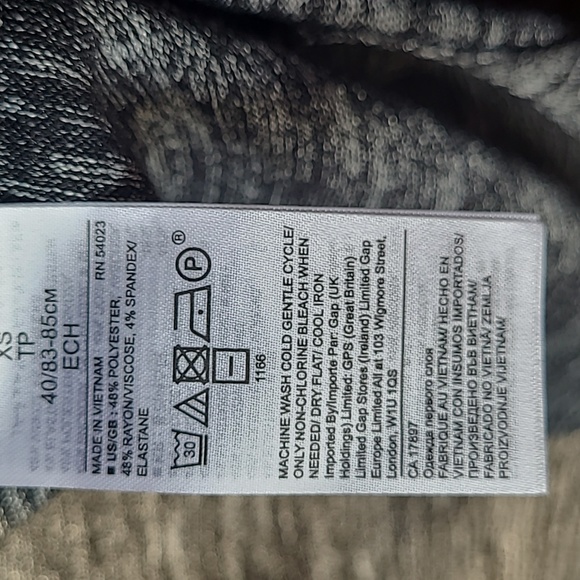 XS
TP
40/83-85CM
ECH
MADE IN VIETNAM RN 54023
■ US/GB : 48% POLYESTER,
48% RAYON/VISCOSE, 4% SPANDEX/
ELASTANE
30
P ®
1166
MACHINE WASH COLD GENTLE CYCLE/
ONLY NON-CHLORINE BLEACH WHEN
NEEDED/ DRY FLAT/ COOL IRON
Imported By/Importe Par: Gap (UK
Holdings) Limited: GPS (Great Britain)
Limited Gap Stores (Ireland) Limited Gap
Europe Limited All at 103 Wigmore Street,
London, W1U 1QS
CA 17897
Одежда первого слоя
FABRIQUÉ AU VIETNAM/ HECHO EN
VIETNAM CON INSUMOS IMPORTADOS/
ПРОИЗВЕДЕНО ВЪВ ВИЕТНАМ/
FABRICADO NO VIETNÃ/ ZEMLJA
PROIZVODNJE VIJETNAM/